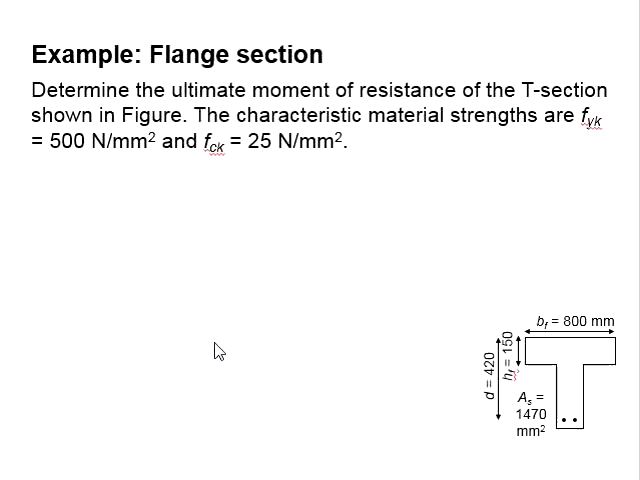 Example: Flange section
Determine the ultimate moment of resistance of the T-section
shown in Figure. The characteristic material strengths are fyk
= 500 N/mm² and fck = 25 N/mm².
bf = 800 mm
hf = 150
d = 420
As =
1470
mm²